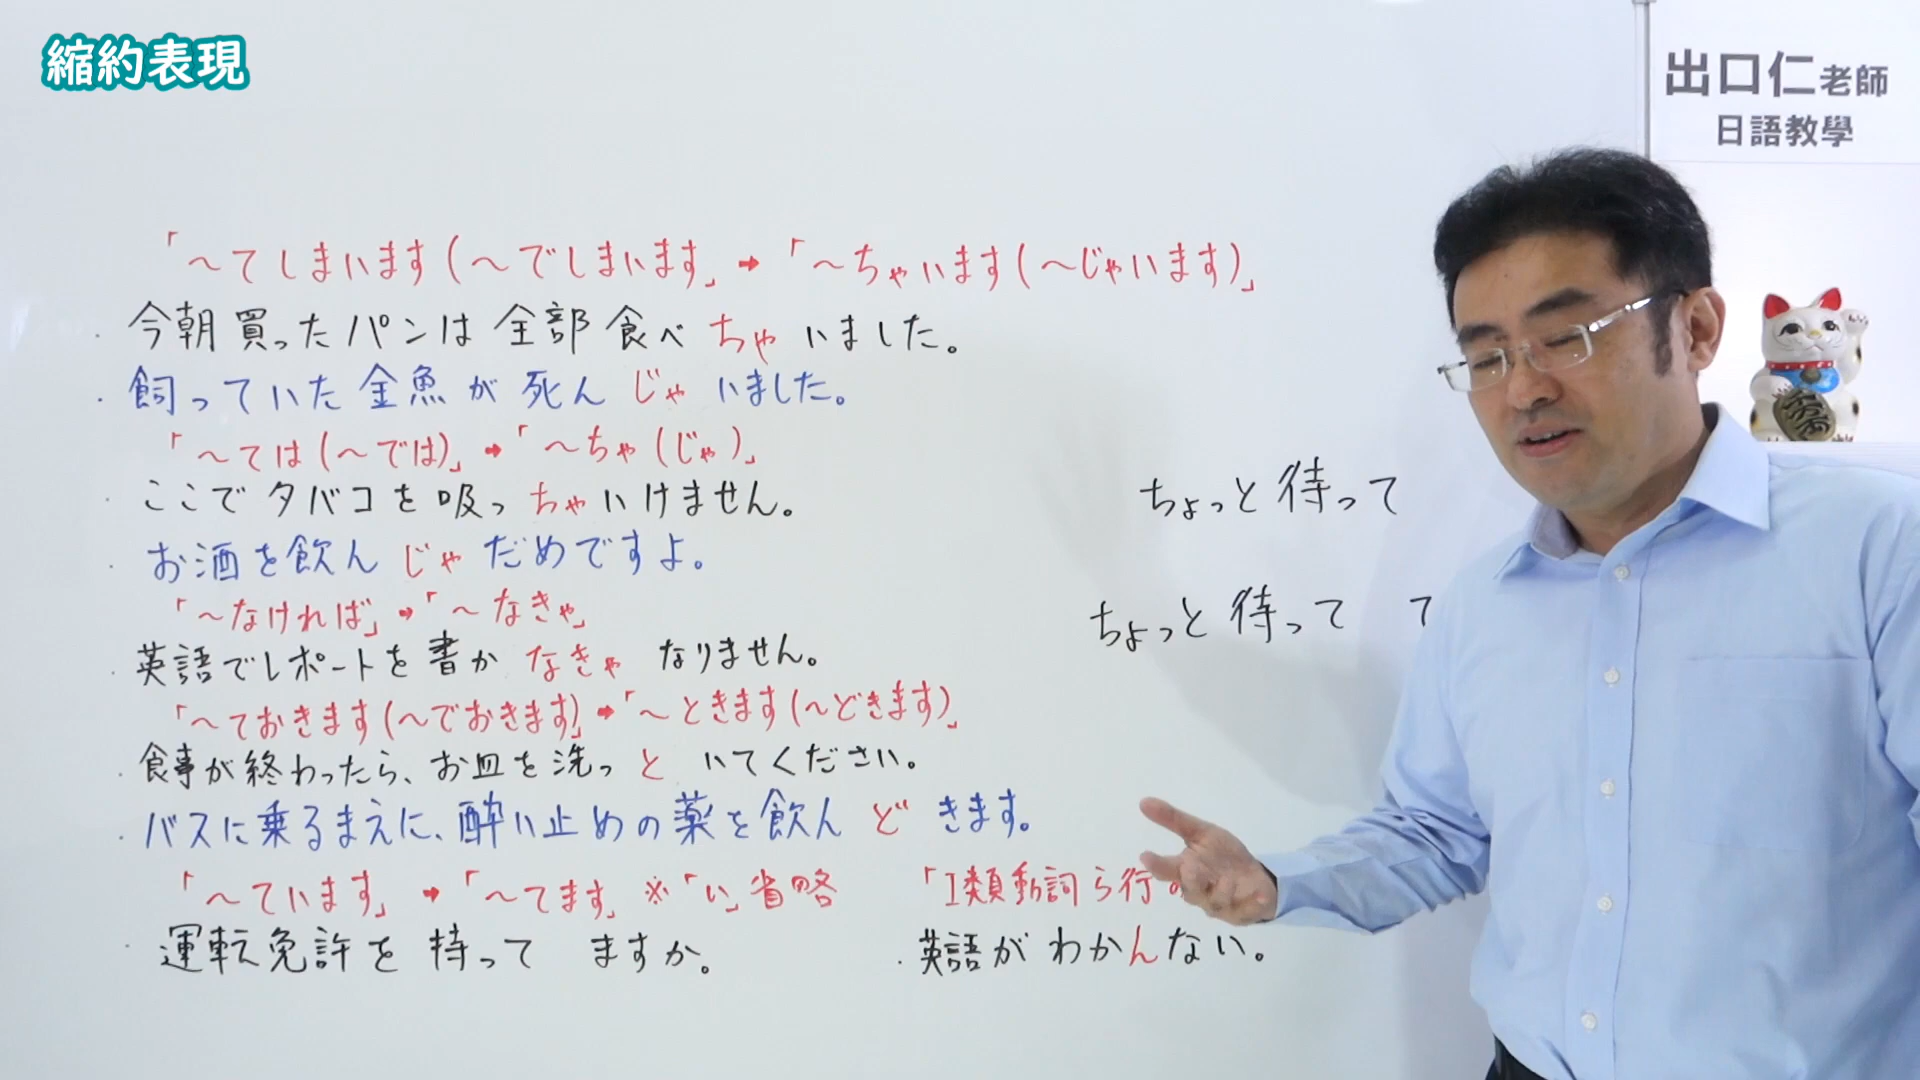 縮約表現
出口仁老師
日語教學
「～てしまいます(～でしまいます」➡「～ちゃいます(～じゃいます)」
・今朝買ったパンは全部食べちゃいました。
・飼っていた金魚が死んじゃいました。
「～ては(～では)」➡「～ちゃ(じゃ)」
・ここでタバコを吸っちゃいけません。
・お酒を飲んじゃだめですよ。
「～なければ」➡「～なきゃ」
・英語でレポートを書かなきゃなりません。
「～ておきます(～でおきます)」➡「～ときます(～どきます)」
・食事が終わったら、お皿を洗っといてください。
・バスに乗るまえに、酔い止めの薬を飲んどきます。
「～ています」➡「～てます」※「い」省略
・運転免許を持ってますか。
ちょっと待って
ちょっと待って て
「I類動詞ら行
・英語がわかんない。